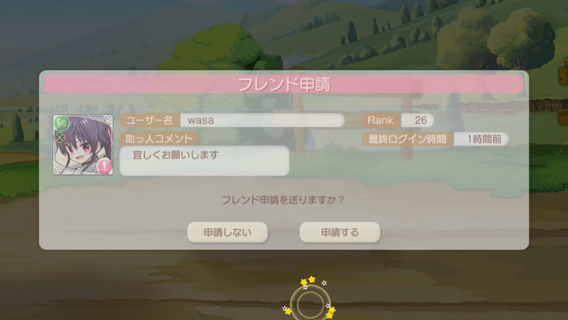 フレンド申請
ユーザー名 wasa Rank 26
助っ人コメント 最終ログイン時間 1時間前
宜しくお願いします
フレンド申請を送りますか？
申請しない 申請する